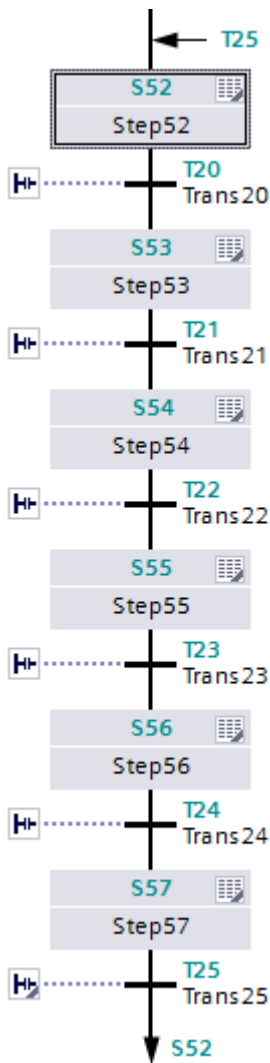 T25
S52
Step52
T20
Trans20
S53
Step53
T21
Trans21
S54
Step54
T22
Trans22
S55
Step55
T23
Trans23
S56
Step56
T24
Trans24
S57
Step57
T25
Trans25
S52